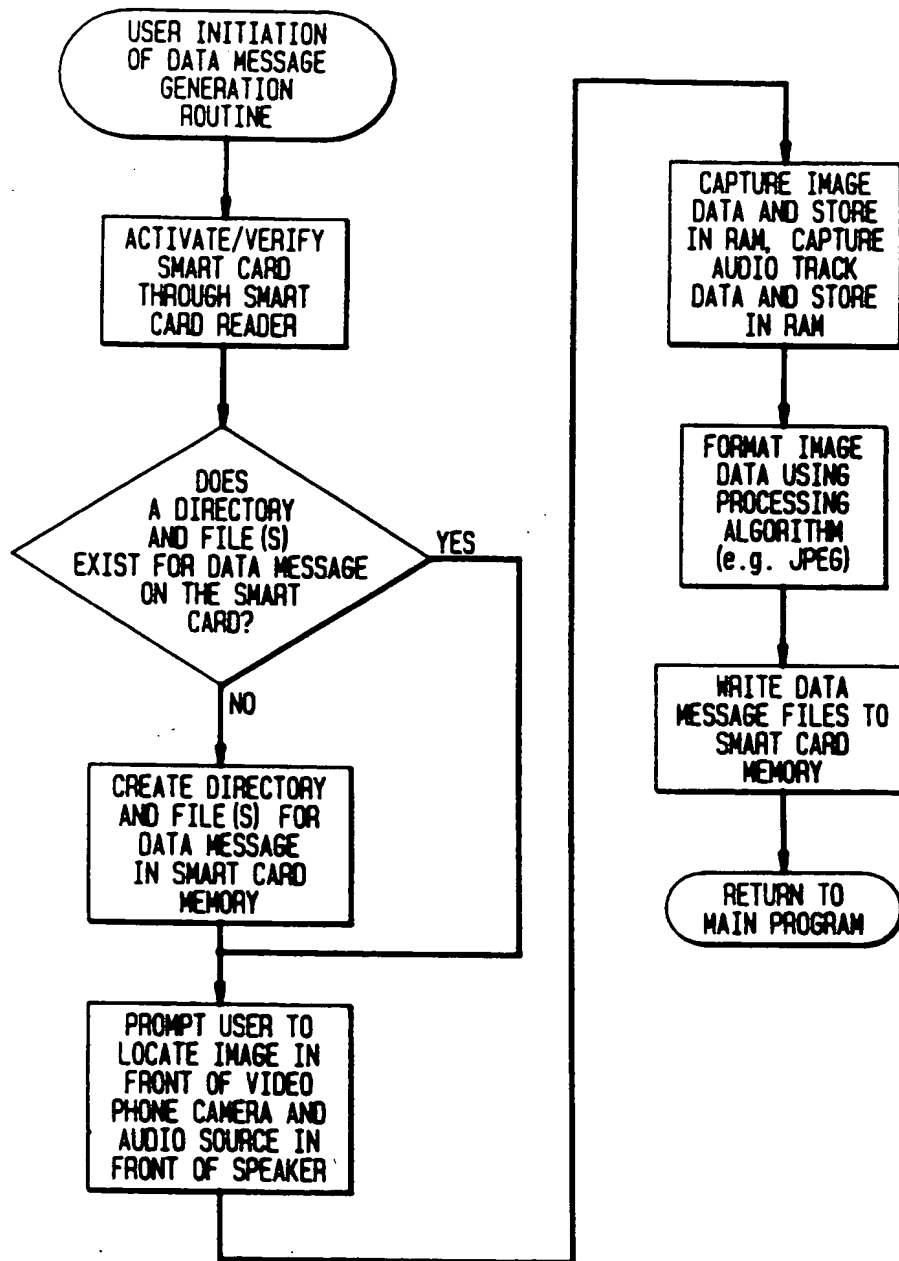 USER INITIATION
OF DATA MESSAGE
GENERATION
ROUTINE
ACTIVATE/VERIFY
SMART CARD
THROUGH SMART
CARD READER
DOES
A DIRECTORY
AND FILE(S)
EXIST FOR DATA MESSAGE
ON THE SMART
CARD?
YES
NO
CREATE DIRECTORY
AND FILE(S) FOR
DATA MESSAGE
IN SMART CARD
MEMORY
PROMPT USER TO
LOCATE IMAGE IN
FRONT OF VIDEO
PHONE CAMERA AND
AUDIO SOURCE IN
FRONT OF SPEAKER
CAPTURE IMAGE
DATA AND STORE
IN RAM, CAPTURE
AUDIO TRACK
DATA AND STORE
IN RAM
FORMAT IMAGE
DATA USING
PROCESSING
ALGORITHM
(e.g. JPEG)
WRITE DATA
MESSAGE FILES TO
SMART CARD
MEMORY
RETURN TO
MAIN PROGRAM